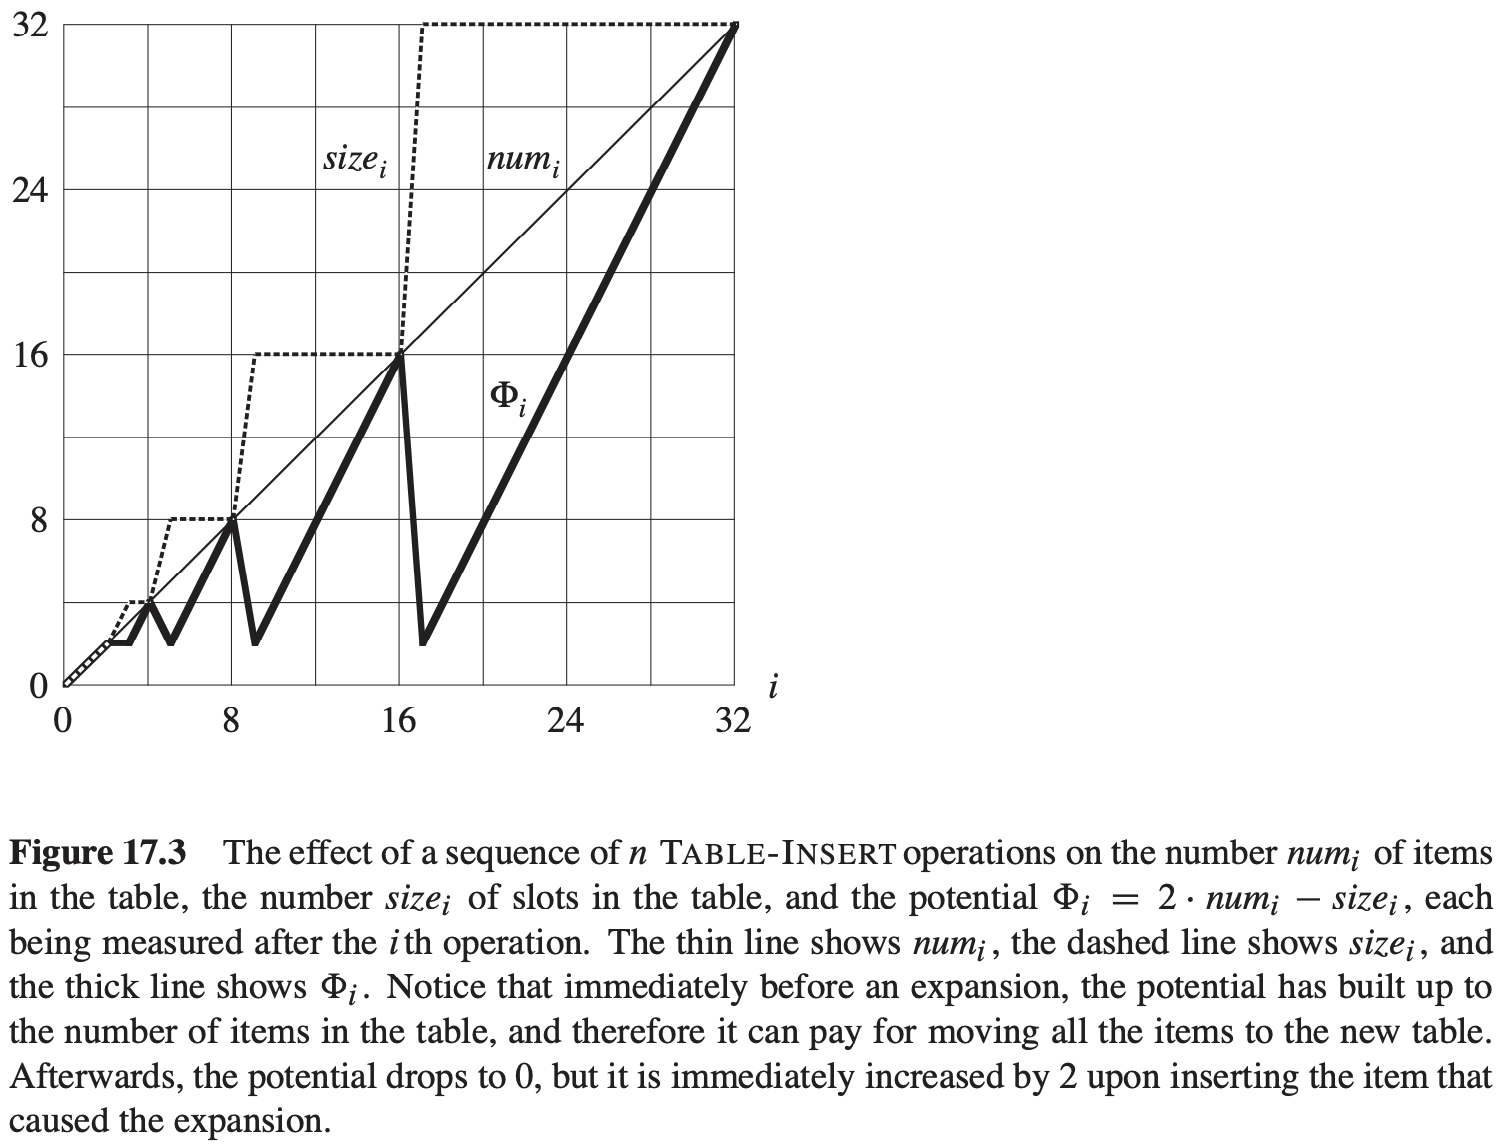 32
size_i
num_i
24
16
Φ_i
8
0
i
0 8 16 24 32
Figure 17.3 The effect of a sequence of n TABLE-INSERT operations on the number num_i of items
in the table, the number size_i of slots in the table, and the potential Φ_i = 2 · num_i − size_i, each
being measured after the ith operation. The thin line shows num_i, the dashed line shows size_i, and
the thick line shows Φ_i. Notice that immediately before an expansion, the potential has built up to
the number of items in the table, and therefore it can pay for moving all the items to the new table.
Afterwards, the potential drops to 0, but it is immediately increased by 2 upon inserting the item that
caused the expansion.